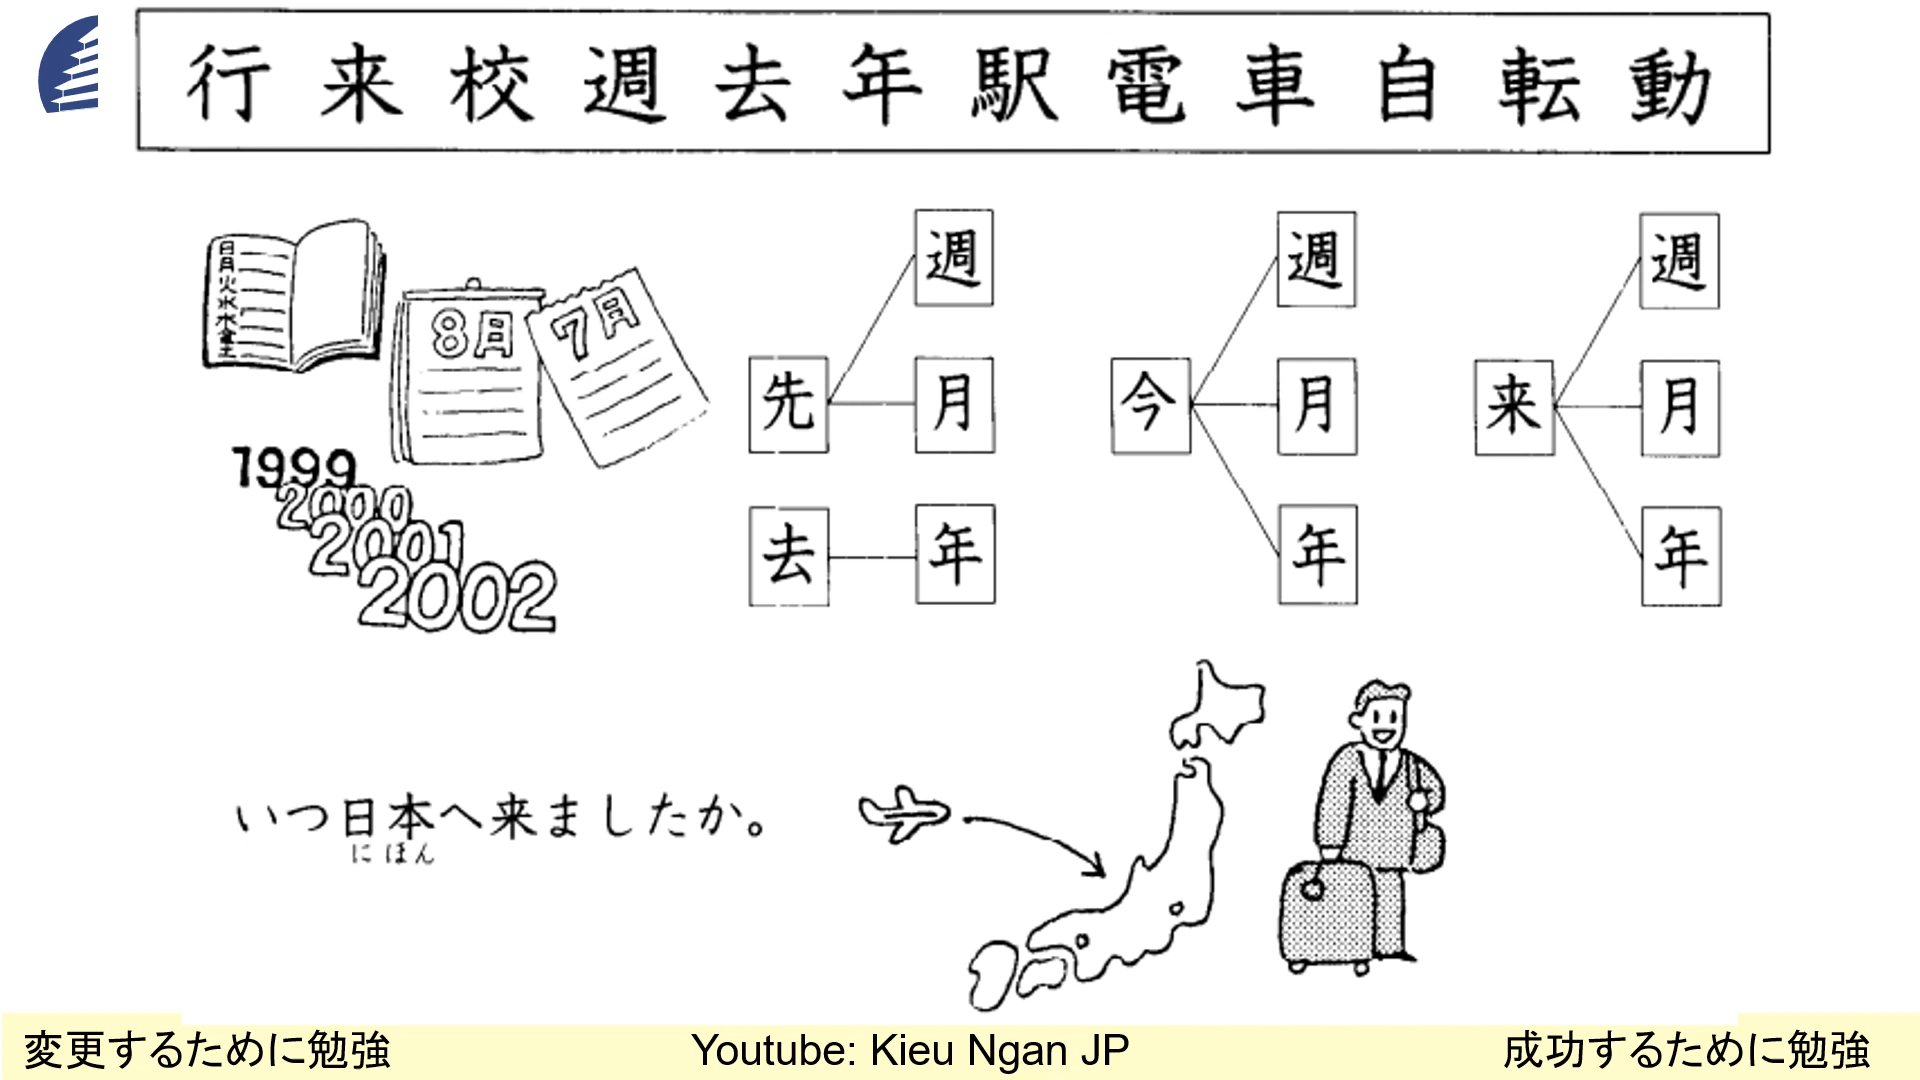 行 来 校 週 去 年 駅 電 車 自 転 動
日
月
火
水
木
金
土
8月
7月
1999
2000
2001
2002
週
先 月
去 年
週
今 月
年
週
来 月
年
いつ日本へ来ましたか。
にほん
変更するために勉強
Youtube: Kieu Ngan JP
成功するために勉強